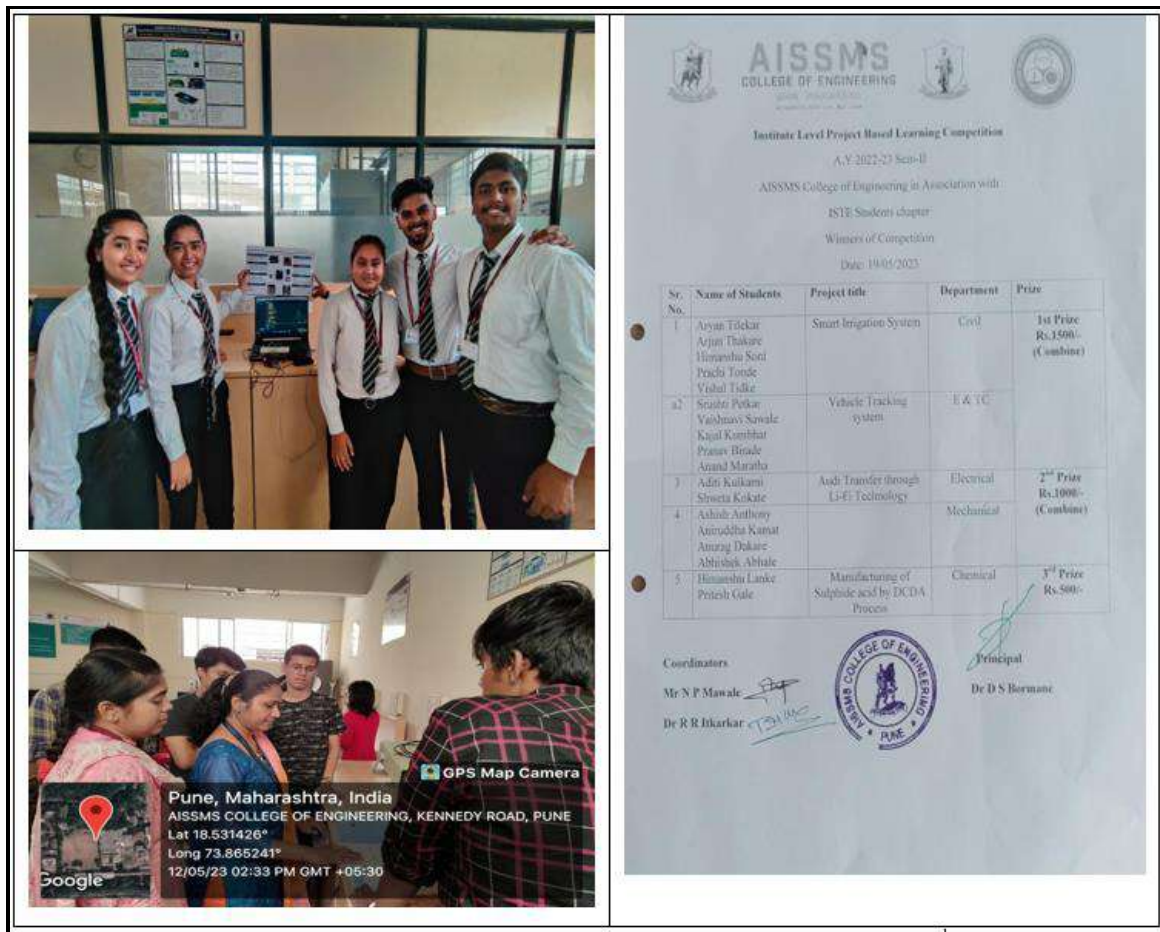 GPS Map Camera
Pune, Maharashtra, India
AISSMS COLLEGE OF ENGINEERING, KENNEDY ROAD, PUNE
Lat 18.531426°
Long 73.865241°
12/05/23 02:33 PM GMT +05:30
Google
AISSMS
COLLEGE OF ENGINEERING
Institute Level Project Based Learning Competition
A.Y 2022-23 Sem-II
AISSMS College of Engineering in Association with
ISTE Students chapter
Winners of Competition
Date: 19/05/2023
Sr. No. Name of Students Project title Department Prize
1 Aryan Tilekar Smart Irrigation System Civil 1st Prize
Arjun Thakare Rs.1500/-
Himanshu Soni (Combine)
Prachi Tonde
Vishal Tidke
a2 Srushti Potkar Vehicle Tracking E & TC
Vaishnavi Sawale system
Kajal Kumbhar
Pranav Birade
Anand Maratha
3 Aditi Kulkarni Audi Transfer through Electrical 2nd Prize
Shweta Kokate Li-Fi Technology Rs.1000/-
4 Ashish Anthony Mechanical (Combine)
Aniruddha Kamat
Anurag Dakare
Abhishek Abhale
5 Himanshu Lanke Manufacturing of Chemical 3rd Prize
Pritesh Gale Sulphide acid by DCDA Rs.500/-
Process
Coordinators
Principal
Mr N P Mawale
Dr D S Bormane
Dr R R Itkarkar
AISSMS COLLEGE OF ENGINEERING
PUNE